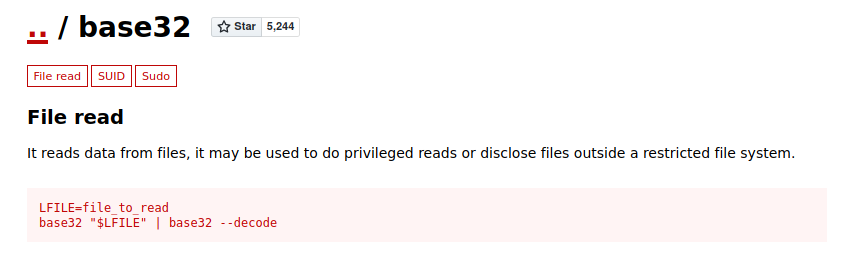 .. / base32 Star 5,244
File read SUID Sudo
File read
It reads data from files, it may be used to do privileged reads or disclose files outside a restricted file system.
LFILE=file_to_read
base32 "$LFILE" | base32 --decode